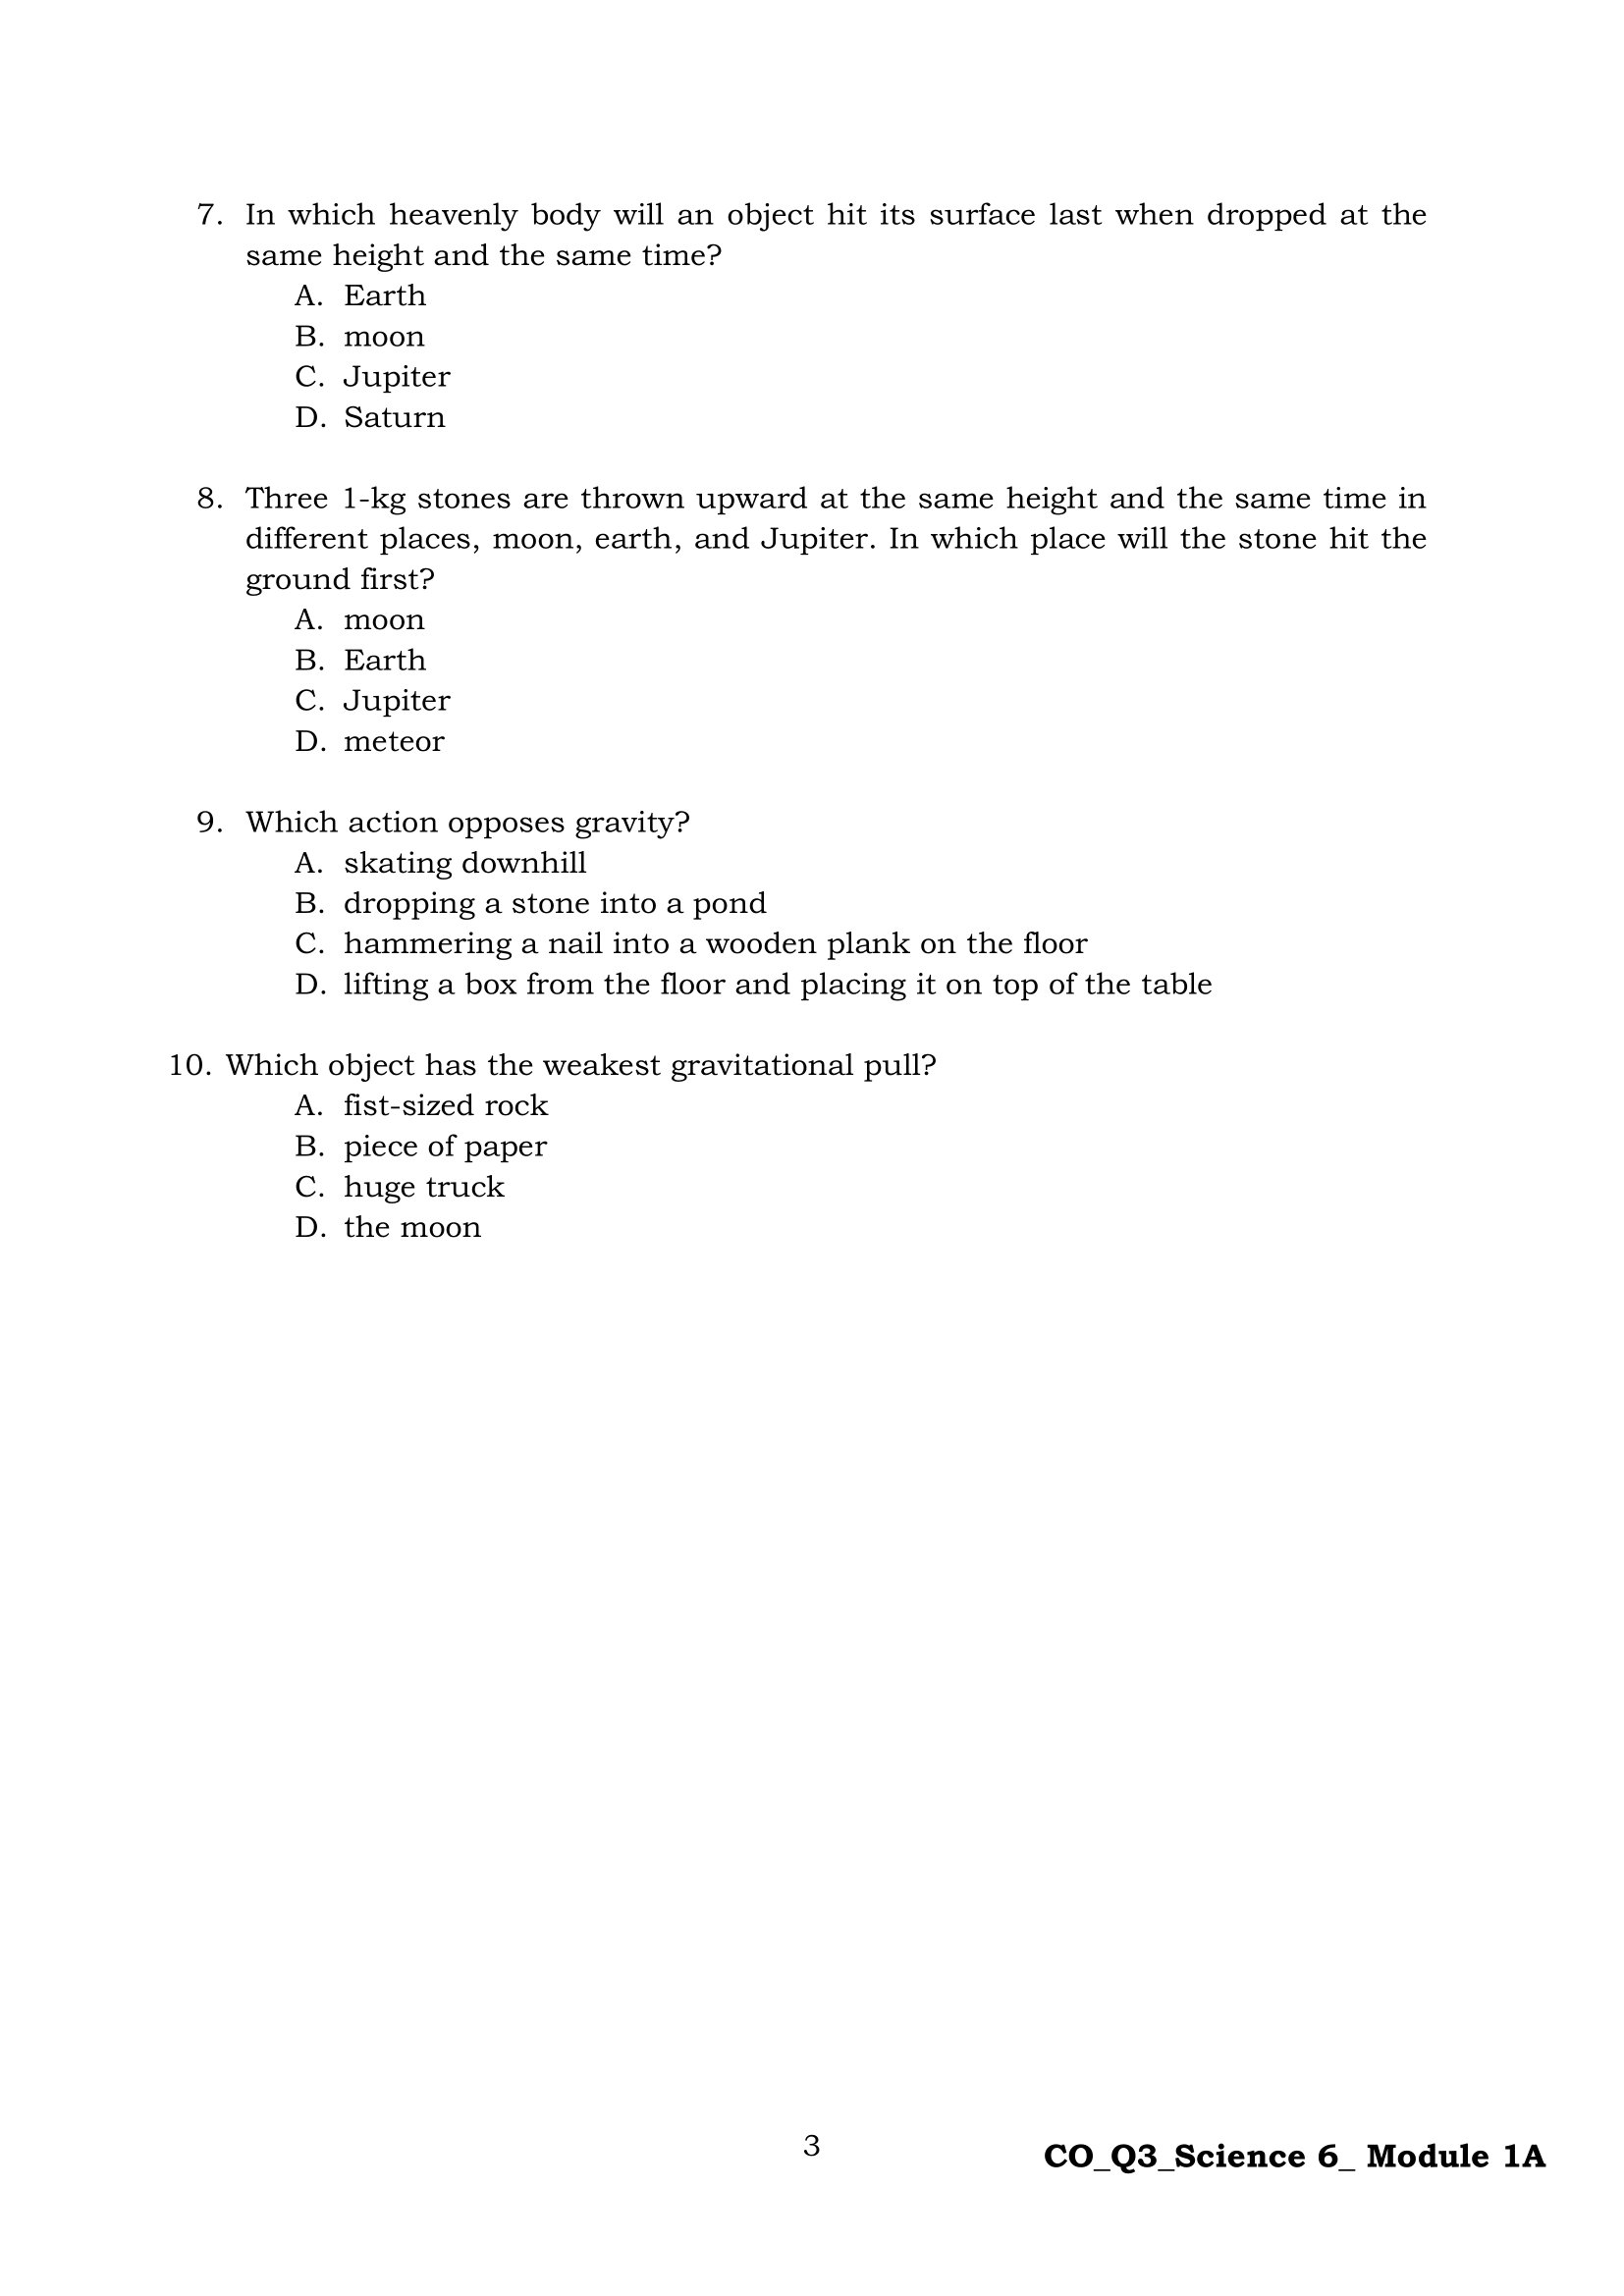 7. In which heavenly body will an object hit its surface last when dropped at the
same height and the same time?
A. Earth
B. moon
C. Jupiter
D. Saturn
8. Three 1-kg stones are thrown upward at the same height and the same time in
different places, moon, earth, and Jupiter. In which place will the stone hit the
ground first?
A. moon
B. Earth
C. Jupiter
D. meteor
9. Which action opposes gravity?
A. skating downhill
B. dropping a stone into a pond
C. hammering a nail into a wooden plank on the floor
D. lifting a box from the floor and placing it on top of the table
10. Which object has the weakest gravitational pull?
A. fist-sized rock
B. piece of paper
C. huge truck
D. the moon
3
CO_Q3_Science 6_ Module 1A